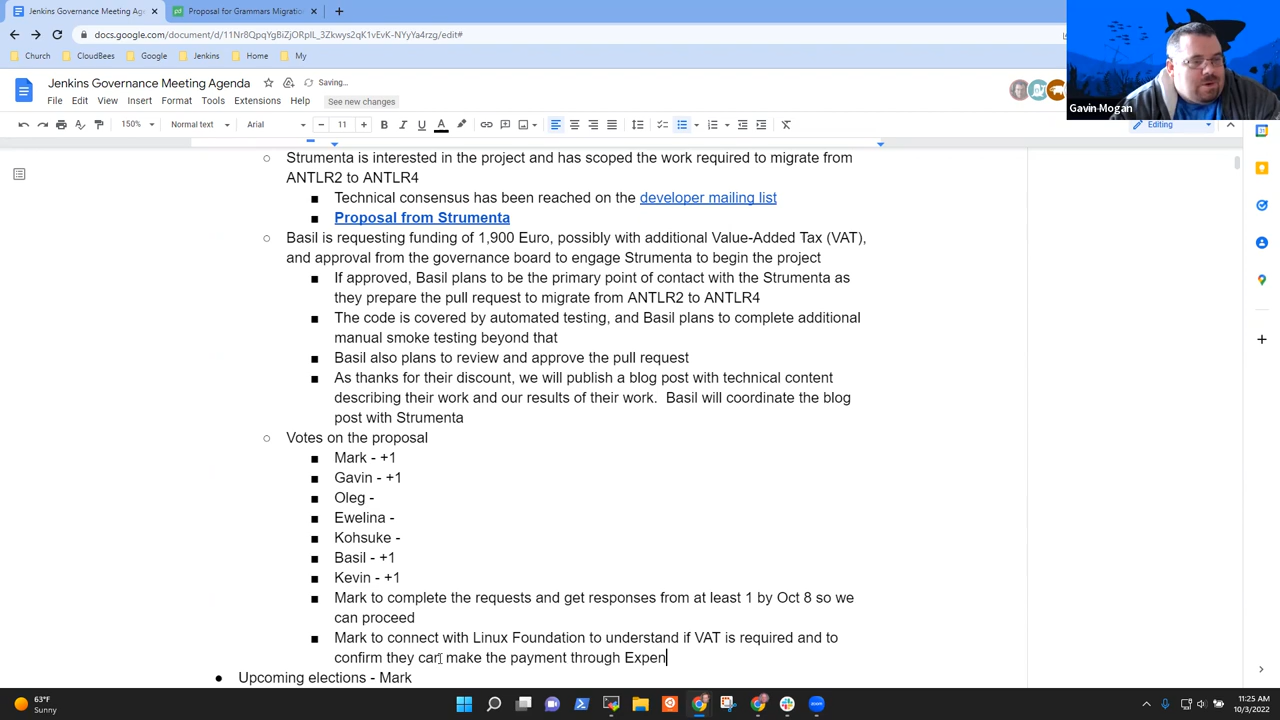 Jenkins Governance Meeting Age
Proposal for Grammars Migratio
docs.google.com/document/d/11Nr8QpqYgBiZjORpIL_3Zkwys2qK1vEvK-NYyYa4rzg/edit#
Church
CloudBees
Google
Jenkins
Home
My
Jenkins Governance Meeting Agenda
Saving...
File Edit View Insert Format Tools Extensions Help See new changes
150% Normal text Arial 11 Editing
Gavin Mogan
Strumenta is interested in the project and has scoped the work required to migrate from
ANTLR2 to ANTLR4
Technical consensus has been reached on the developer mailing list
Proposal from Strumenta
Basil is requesting funding of 1,900 Euro, possibly with additional Value-Added Tax (VAT),
and approval from the governance board to engage Strumenta to begin the project
If approved, Basil plans to be the primary point of contact with the Strumenta as
they prepare the pull request to migrate from ANTLR2 to ANTLR4
The code is covered by automated testing, and Basil plans to complete additional
manual smoke testing beyond that
Basil also plans to review and approve the pull request
As thanks for their discount, we will publish a blog post with technical content
describing their work and our results of their work.  Basil will coordinate the blog
post with Strumenta
Votes on the proposal
Mark - +1
Gavin - +1
Oleg -
Ewelina -
Kohsuke -
Basil - +1
Kevin - +1
Mark to complete the requests and get responses from at least 1 by Oct 8 so we
can proceed
Mark to connect with Linux Foundation to understand if VAT is required and to
confirm they can make the payment through Expen
Upcoming elections - Mark
63°F
Sunny
11:25 AM
10/3/2022